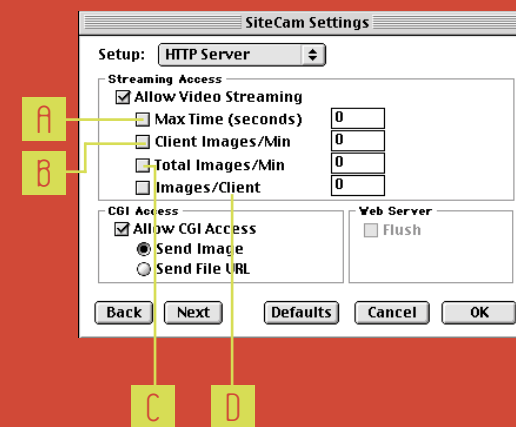 SiteCam Settings
Setup: HTTP Server
Streaming Access
Allow Video Streaming
A
Max Time (seconds) 0
Client Images/Min 0
B
Total Images/Min 0
Images/Client 0
CGI Access
Allow CGI Access
Send Image
Send File URL
Web Server
Flush
Back Next Defaults Cancel OK
C D